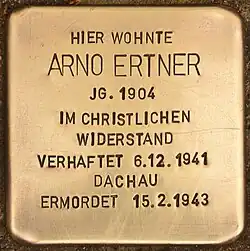 HIER WOHNTE
ARNO ERTNER
JG. 1904
IM CHRISTLICHEN
WIDERSTAND
VERHAFTET 6.12.1941
DACHAU
ERMORDET 15.2.1943